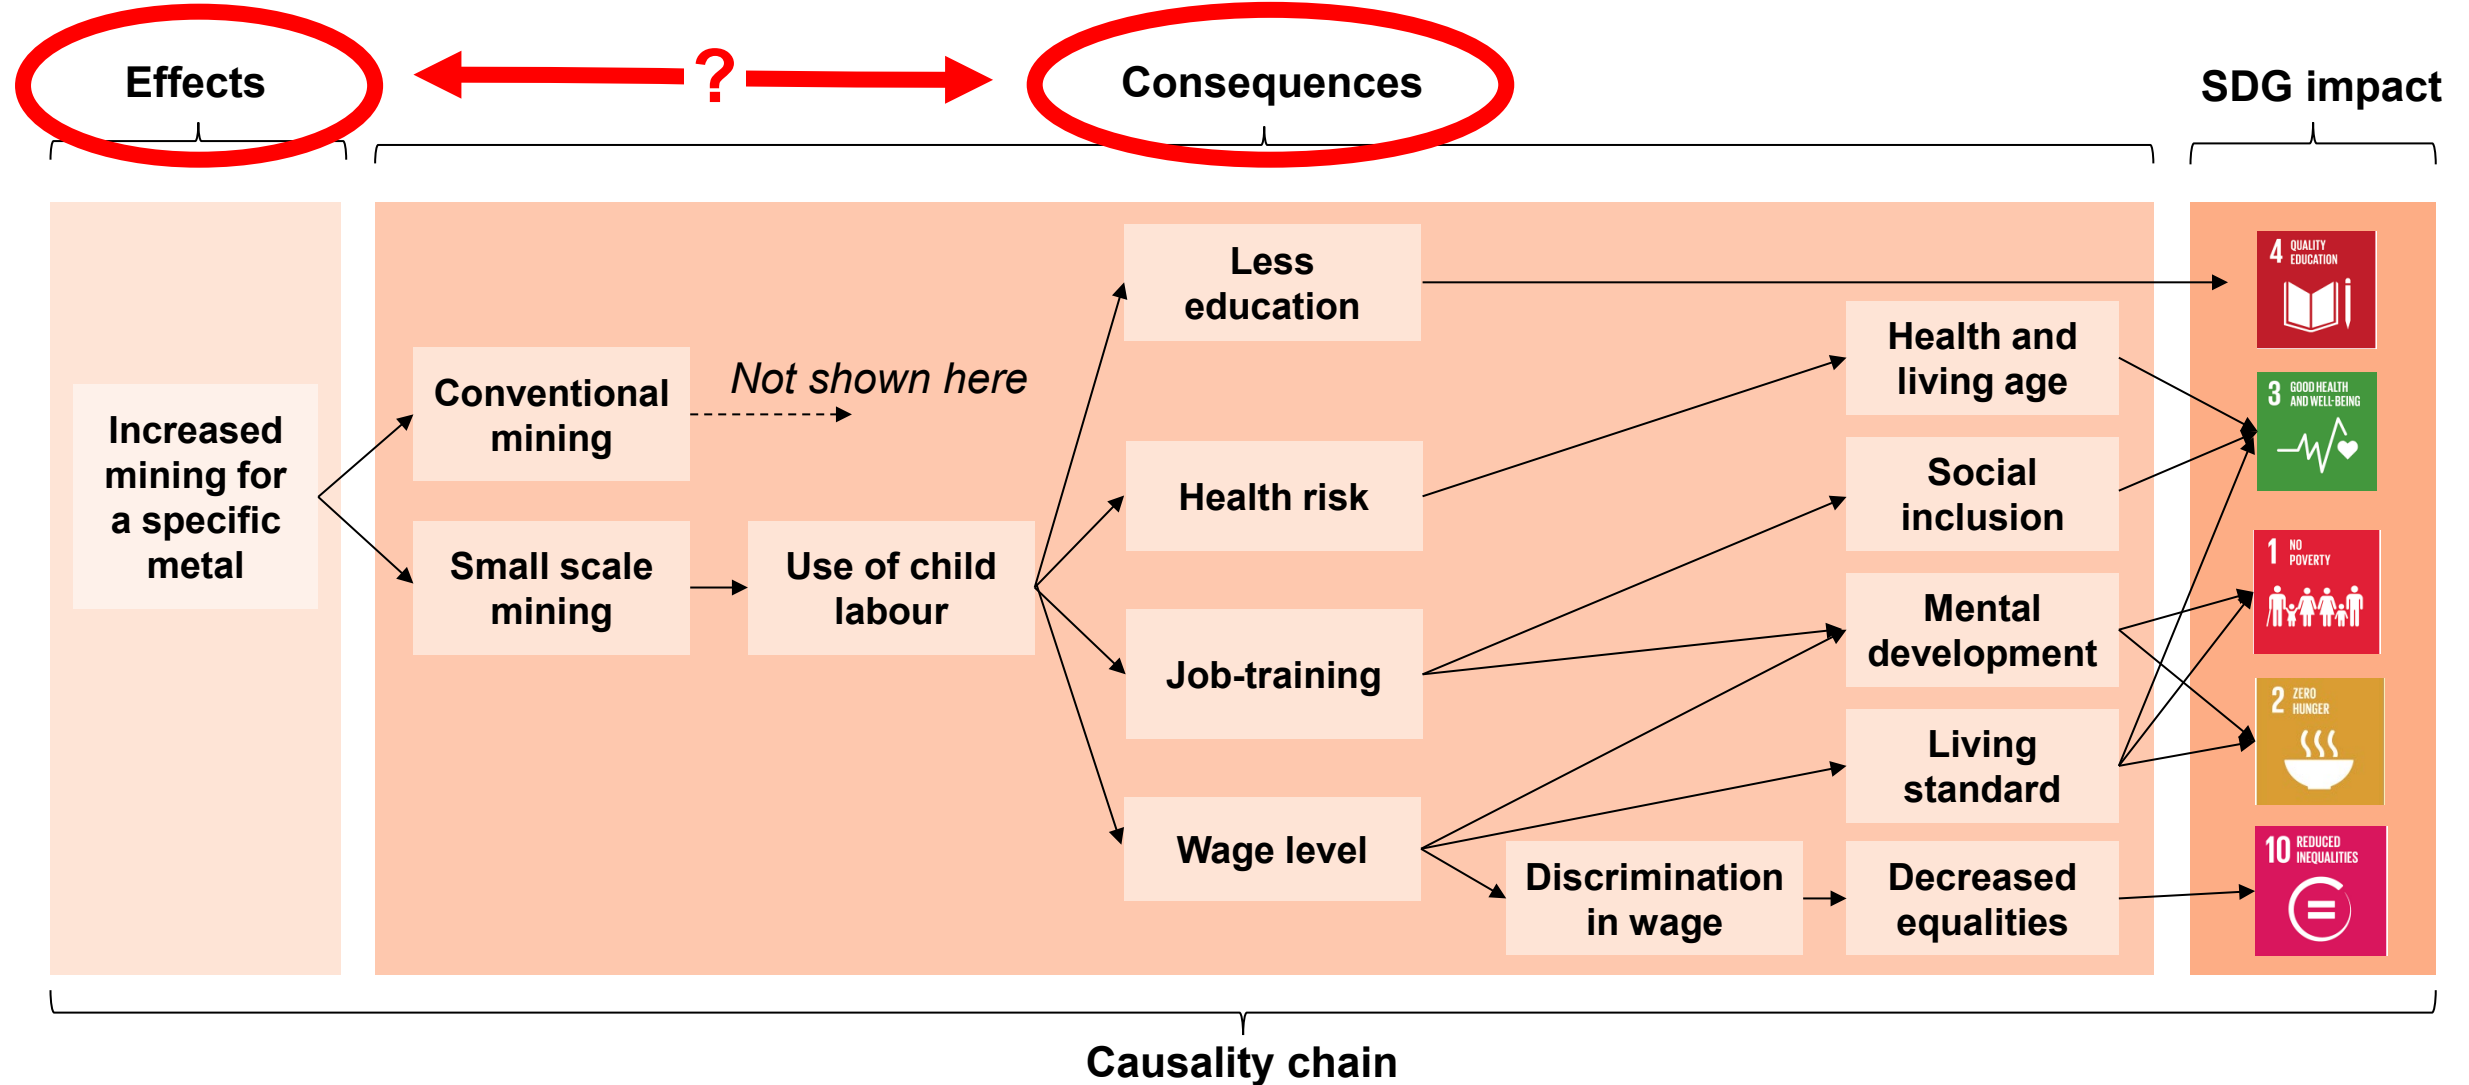 Effects
?
Consequences
SDG impact
Increased
mining for
a specific
metal
Conventional
mining
Not shown here
Small scale
mining
Use of child
labour
Less
education
Health risk
Job-training
Wage level
Discrimination
in wage
Health and
living age
Social
inclusion
Mental
development
Living
standard
Decreased
equalities
4 QUALITY
EDUCATION
3 GOOD HEALTH
AND WELL-BEING
1 NO
POVERTY
2 ZERO
HUNGER
10 REDUCED
INEQUALITIES
Causality chain